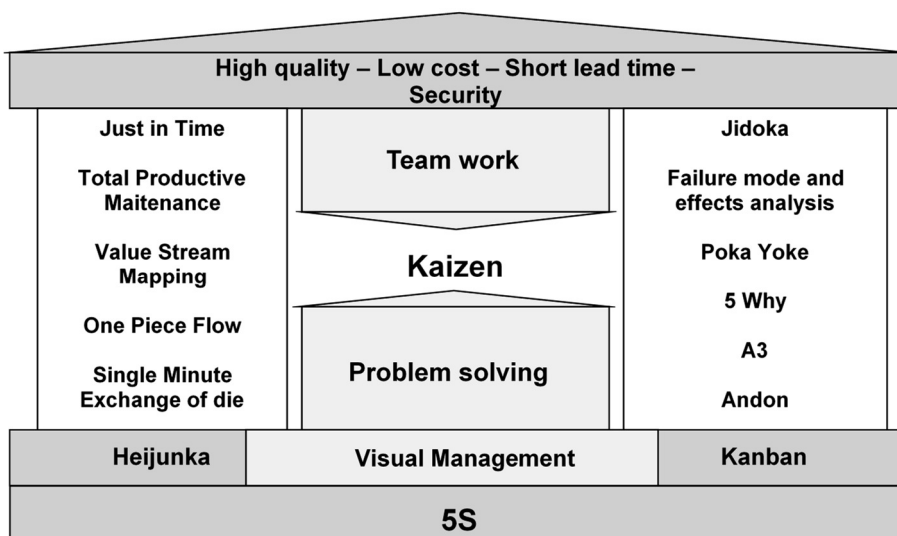 High quality – Low cost – Short lead time –
Security
Just in Time
Total Productive
Maitenance
Value Stream
Mapping
One Piece Flow
Single Minute
Exchange of die
Team work
Kaizen
Problem solving
Jidoka
Failure mode and
effects analysis
Poka Yoke
5 Why
A3
Andon
Heijunka
Visual Management
Kanban
5S